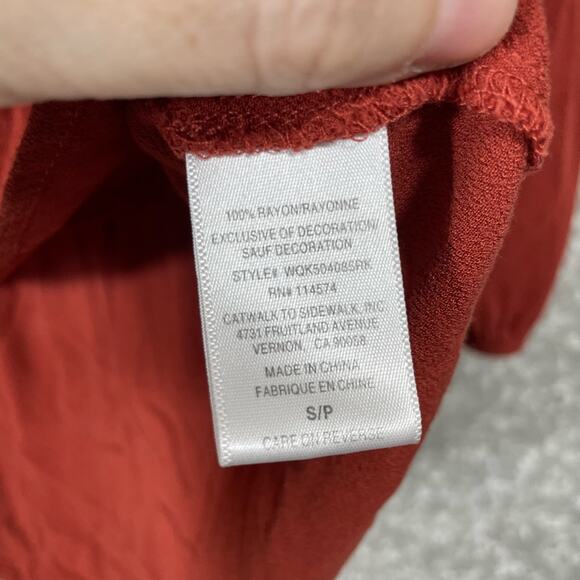 100% RAYON/RAYONNE
EXCLUSIVE OF DECORATION/
SAUF DECORATION
STYLE# WQK504085RK
RN# 114574
CATWALK TO SIDEWALK, INC
4731 FRUITLAND AVENUE
VERNON, CA 90058
MADE IN CHINA
FABRIQUE EN CHINE
S/P
CARE ON REVERSE